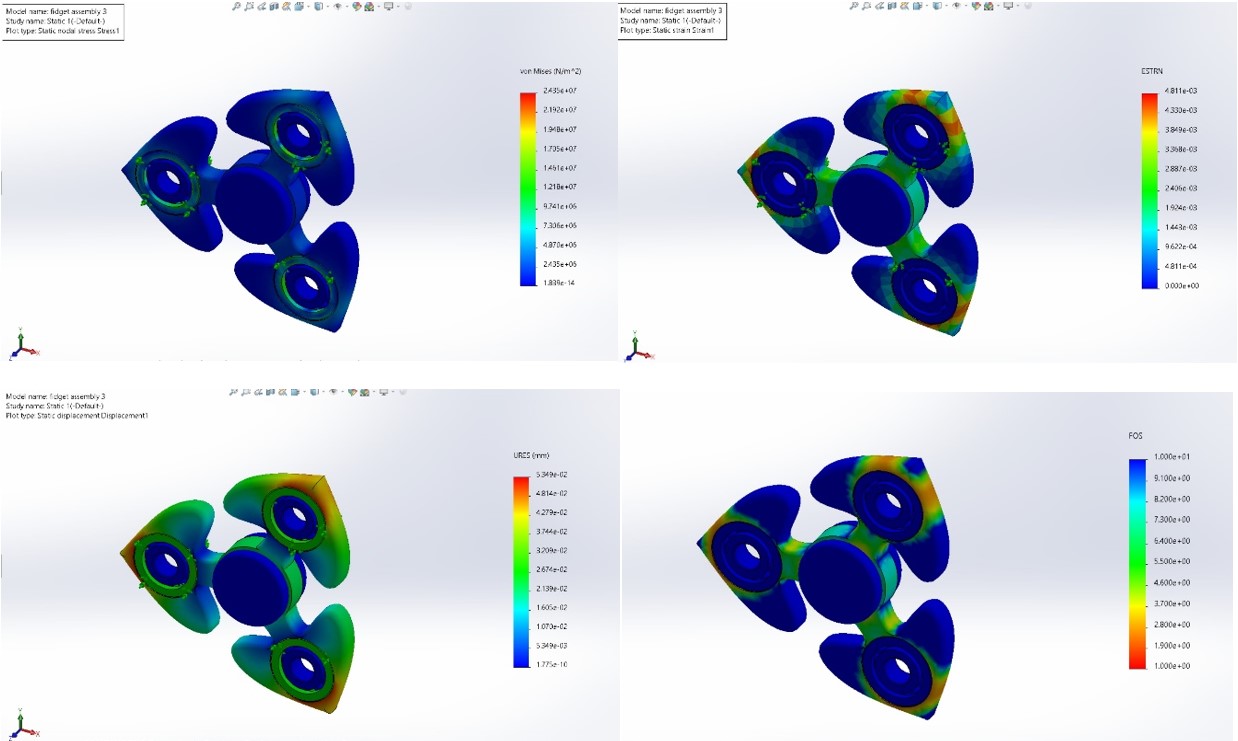 Model name: fidget assembly 3
Study name: Static 1(-Default-)
Plot type: Static nodal stress Stress1
von Mises (N/m^2)
2.435e+07
2.192e+07
1.948e+07
1.705e+07
1.461e+07
1.218e+07
9.741e+06
7.306e+06
4.870e+06
2.435e+06
1.839e-14
Model name: fidget assembly 3
Study name: Static 1(-Default-)
Plot type: Static strain Strain1
ESTRN
4.811e-03
4.330e-03
3.849e-03
3.368e-03
2.887e-03
2.406e-03
1.924e-03
1.443e-03
9.622e-04
4.811e-04
0.000e+00
Model name: fidget assembly 3
Study name: Static 1(-Default-)
Plot type: Static displacement Displacement1
URES (mm)
5.349e-02
4.814e-02
4.279e-02
3.744e-02
3.209e-02
2.674e-02
2.139e-02
1.605e-02
1.070e-02
5.349e-03
1.775e-10
FOS
1.000e+01
9.100e+00
8.200e+00
7.300e+00
6.400e+00
5.500e+00
4.600e+00
3.700e+00
2.800e+00
1.900e+00
1.000e+00